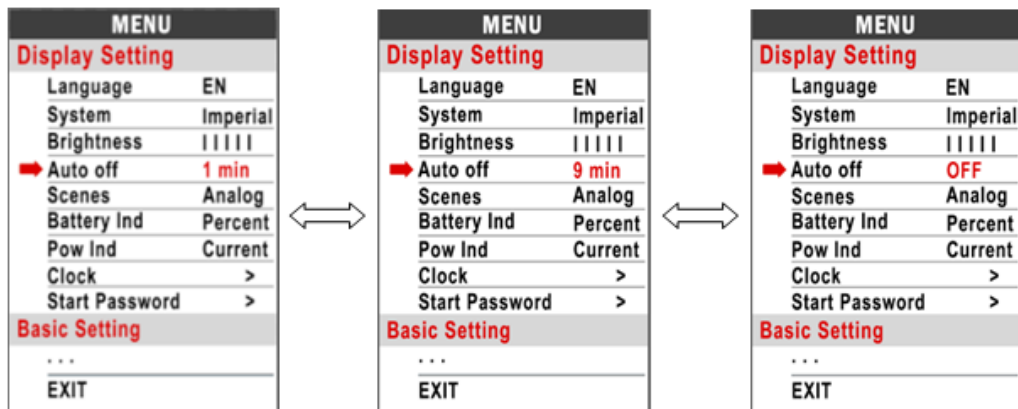 MENU
Display Setting
Language EN
System Imperial
Brightness | | | | |
Auto off 1 min
Scenes Analog
Battery Ind Percent
Pow Ind Current
Clock >
Start Password >
Basic Setting
. . .
EXIT
MENU
Display Setting
Language EN
System Imperial
Brightness | | | | |
Auto off 9 min
Scenes Analog
Battery Ind Percent
Pow Ind Current
Clock >
Start Password >
Basic Setting
. . .
EXIT
MENU
Display Setting
Language EN
System Imperial
Brightness | | | | |
Auto off OFF
Scenes Analog
Battery Ind Percent
Pow Ind Current
Clock >
Start Password >
Basic Setting
. . .
EXIT